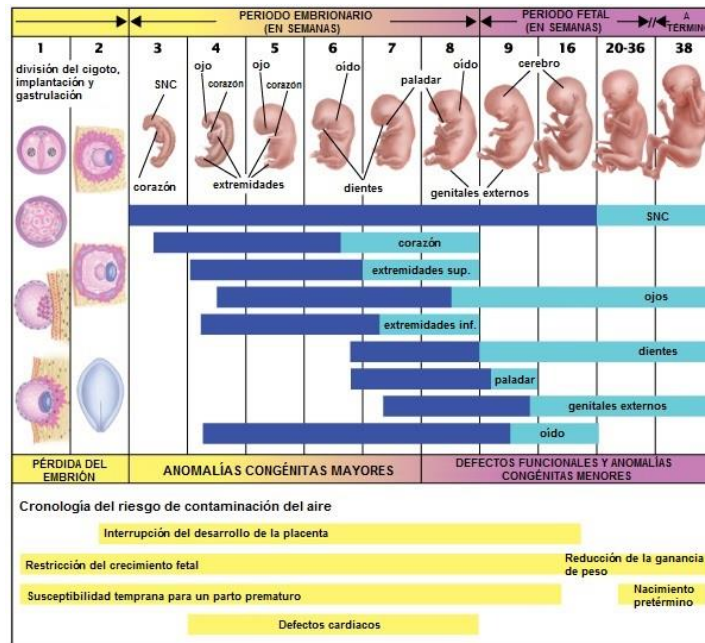 PERIODO EMBRIONARIO
(EN SEMANAS)
PERIODO FETAL
(EN SEMANAS)
A
TÉRMINO
1
2
3
4
5
6
7
8
9
16
20-36
38
división del cigoto,
implantación y
gastrulación
SNC
corazón
ojo
corazón
ojo
corazón
extremidades
oído
dientes
paladar
oído
cerebro
genitales externos
SNC
corazón
extremidades sup.
ojos
extremidades inf.
dientes
paladar
genitales externos
oído
PÉRDIDA DEL
EMBRIÓN
ANOMALÍAS CONGÉNITAS MAYORES
DEFECTOS FUNCIONALES Y ANOMALÍAS
CONGÉNITAS MENORES
Cronología del riesgo de contaminación del aire
Interrupción del desarrollo de la placenta
Restricción del crecimiento fetal
Reducción de la ganancia
de peso
Susceptibilidad temprana para un parto prematuro
Nacimiento
pretérmino
Defectos cardiacos